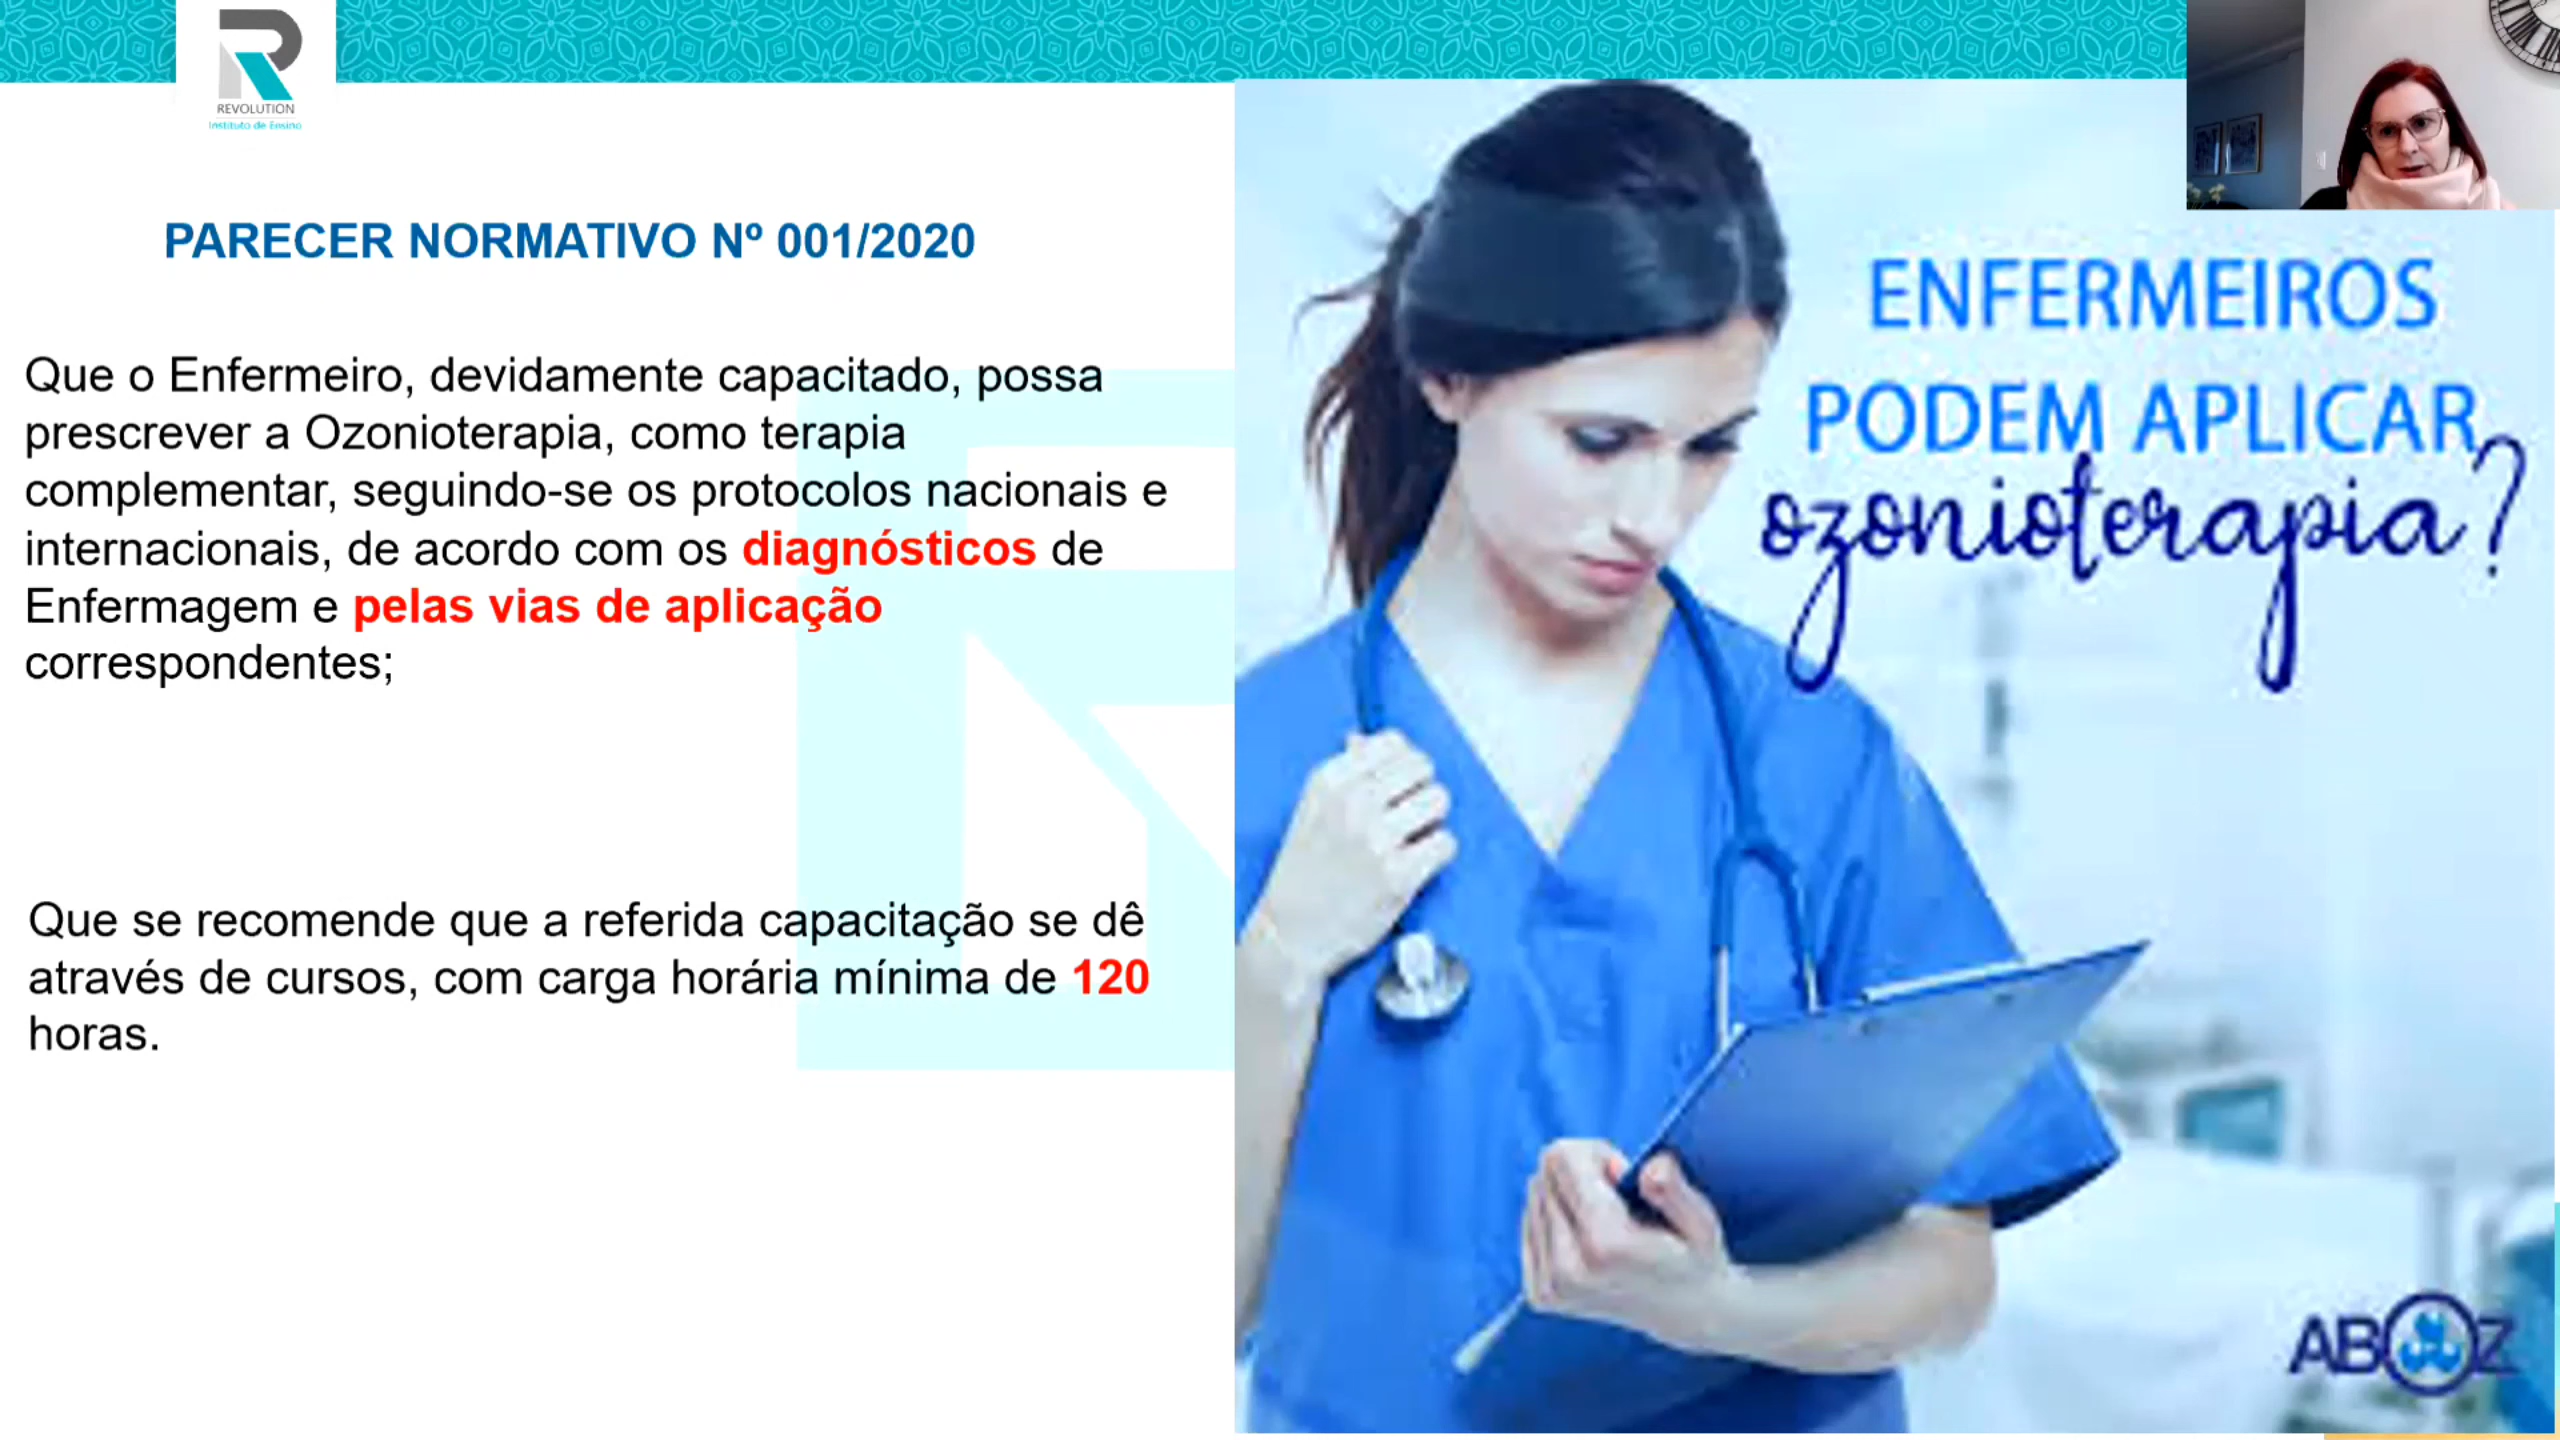 REVOLUTION
Instituto de Ensino
PARECER NORMATIVO Nº 001/2020
Que o Enfermeiro, devidamente capacitado, possa
prescrever a Ozonioterapia, como terapia
complementar, seguindo-se os protocolos nacionais e
internacionais, de acordo com os diagnósticos de
Enfermagem e pelas vias de aplicação
correspondentes;
Que se recomende que a referida capacitação se dê
através de cursos, com carga horária mínima de 120
horas.
ENFERMEIROS
PODEM APLICAR
ozonioterapia?
ABOZ